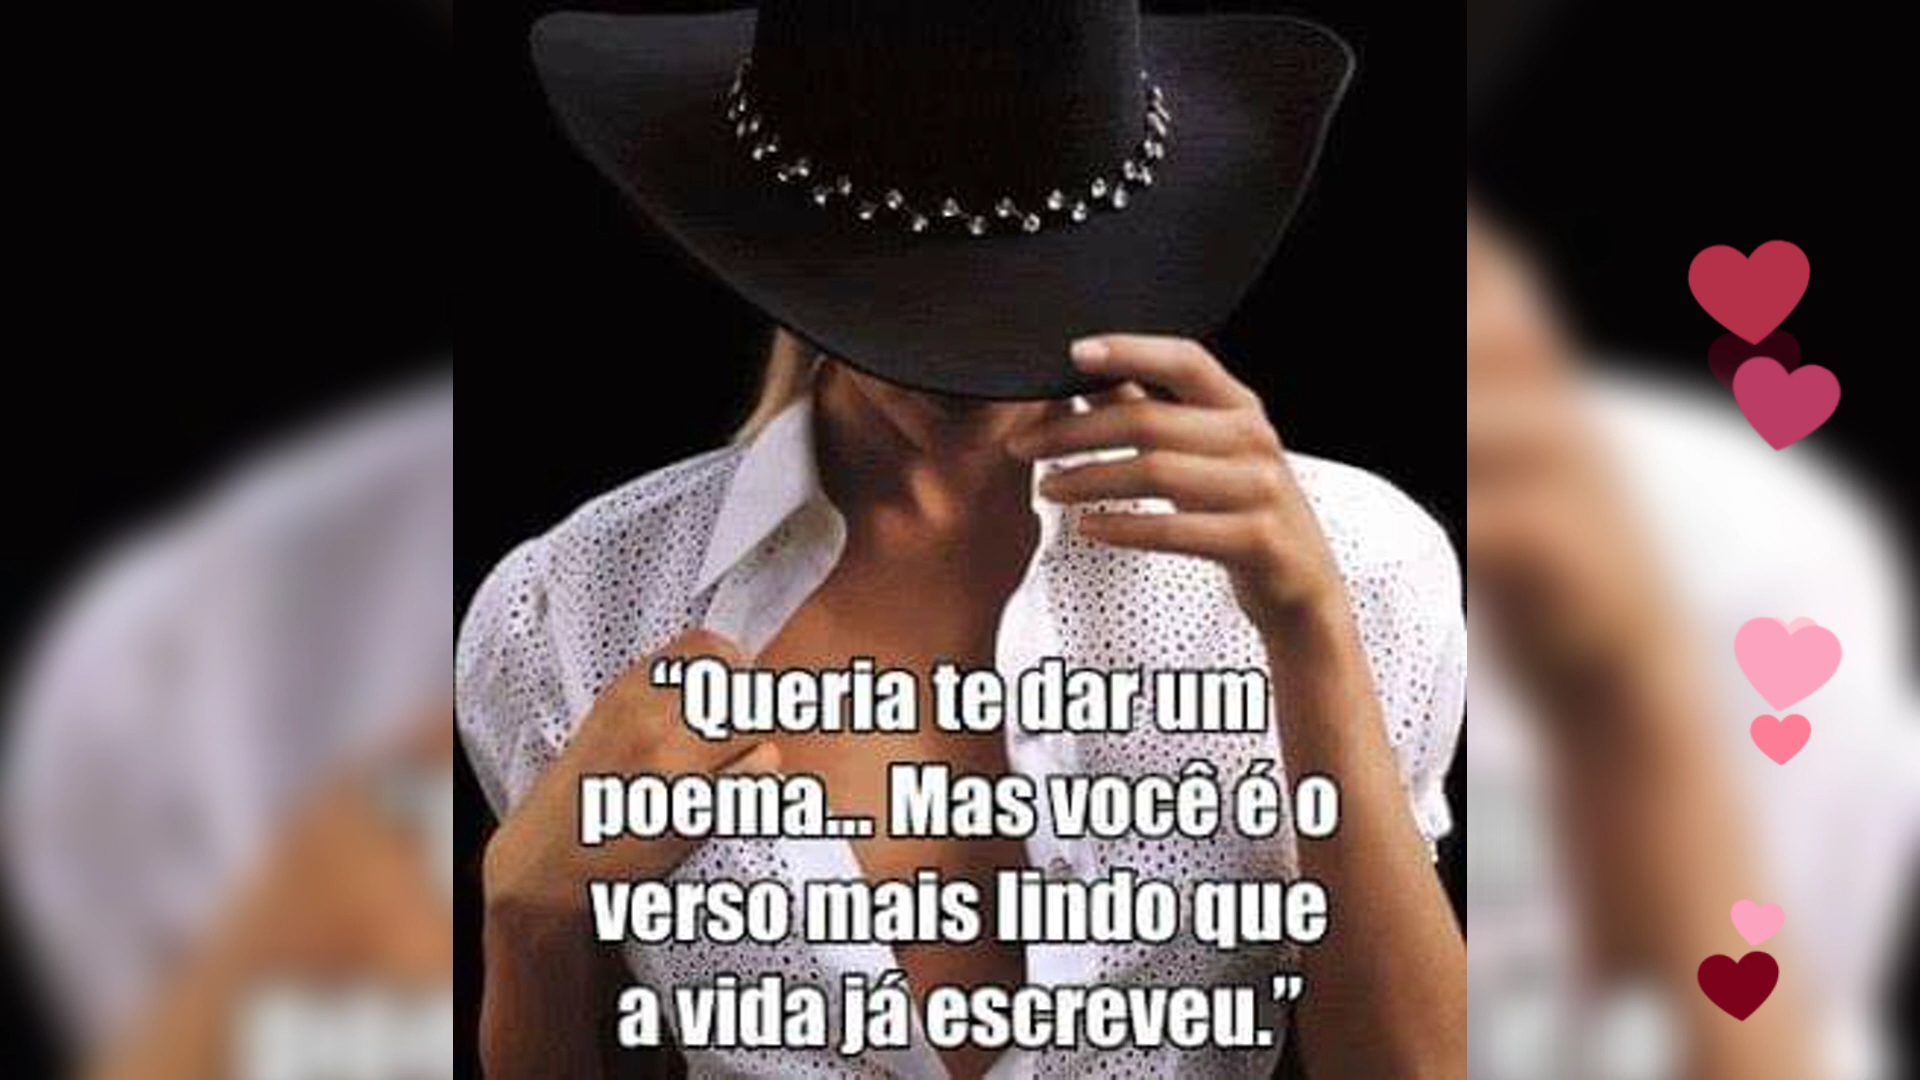 “Queria te dar um
poema... Mas você é o
verso mais lindo que
a vida já escreveu.”